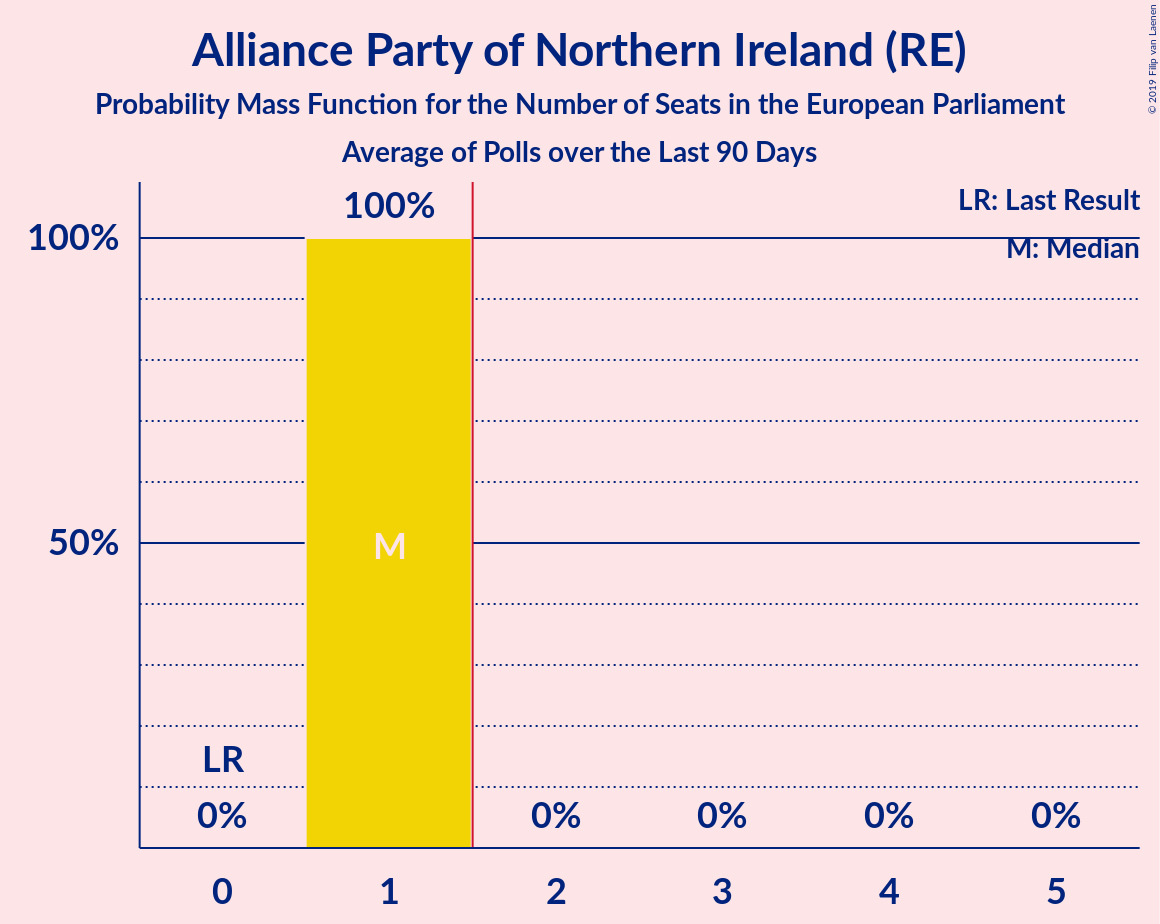 Alliance Party of Northern Ireland (RE)
Probability Mass Function for the Number of Seats in the European Parliament
Average of Polls over the Last 90 Days
© 2019 Filip van Laenen
LR: Last Result
M: Median
100%
100%
50%
M
LR
0%
0%
0%
0%
0%
0 1 2 3 4 5